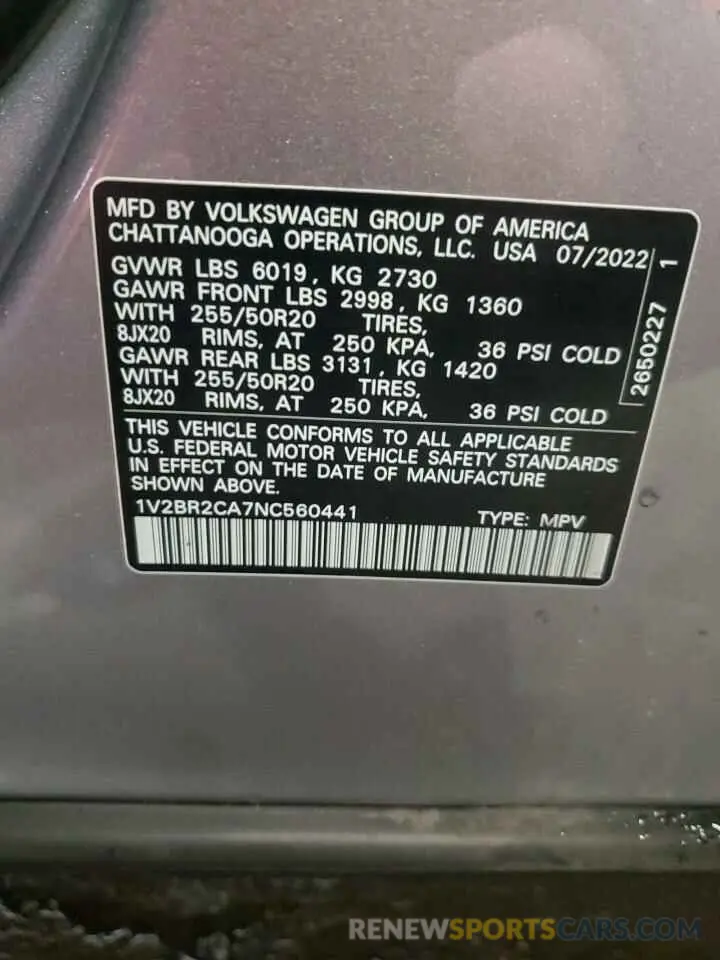 MFD BY VOLKSWAGEN GROUP OF AMERICA
CHATTANOOGA OPERATIONS, LLC. USA 07/2022
GVWR LBS 6019, KG 2730
GAWR FRONT LBS 2998, KG 1360
WITH 255/50R20 TIRES,
8JX20 RIMS, AT 250 KPA, 36 PSI COLD
GAWR REAR LBS 3131, KG 1420
WITH 255/50R20 TIRES,
8JX20 RIMS, AT 250 KPA, 36 PSI COLD
2650227 1
THIS VEHICLE CONFORMS TO ALL APPLICABLE
U.S. FEDERAL MOTOR VEHICLE SAFETY STANDARDS
IN EFFECT ON THE DATE OF MANUFACTURE
SHOWN ABOVE.
1V2BR2CA7NC560441 TYPE: MPV
RENEWSPORTSCARS.COM